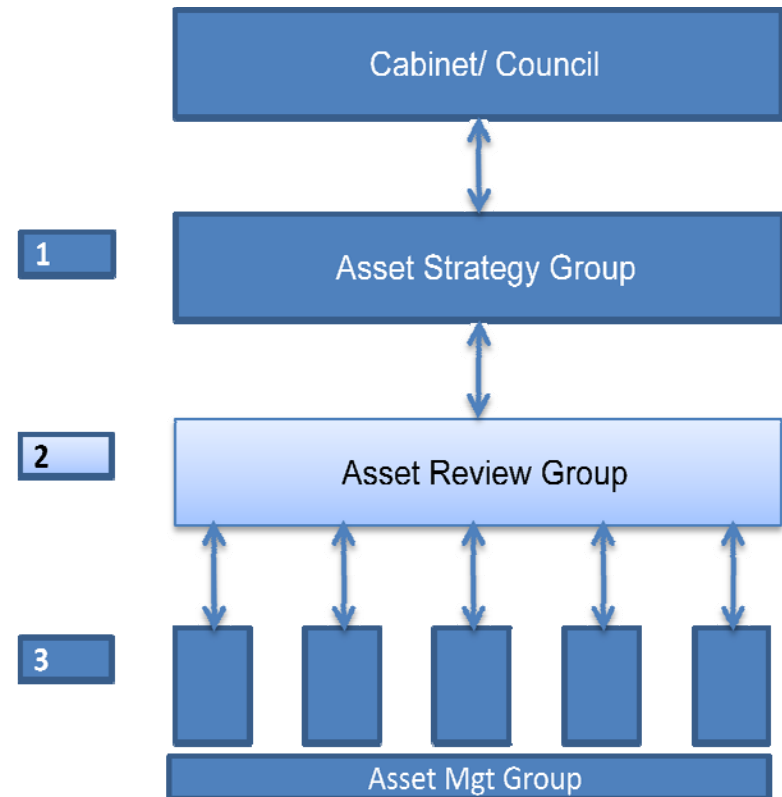 Cabinet/ Council
1
Asset Strategy Group
2
Asset Review Group
3
Asset Mgt Group